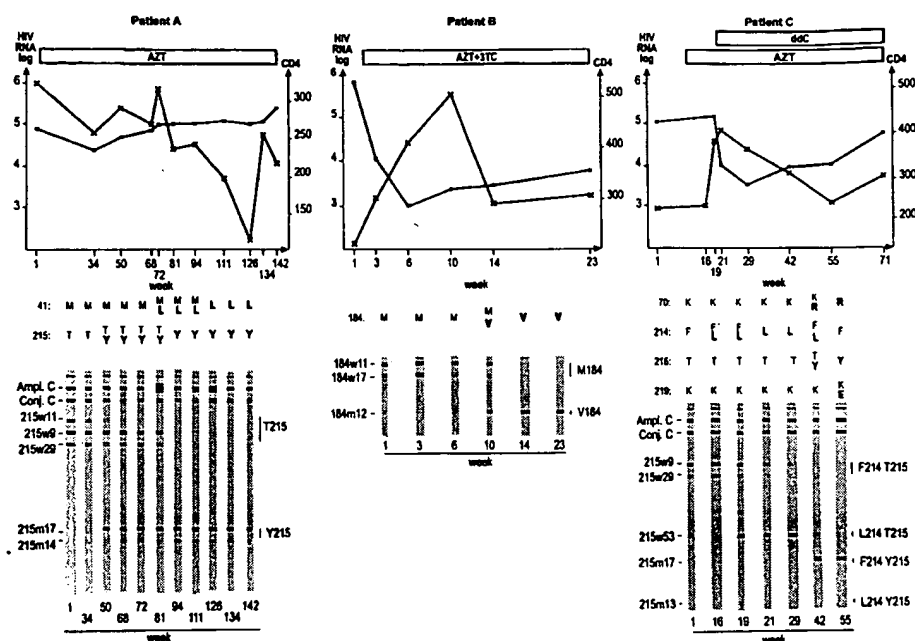 Patient A
HIV RNA log
AZT
CD4
6
5
4
3
300
250
200
150
100
1 34 50 68 72 81 94 111 126 134 142
week
41: M M M M M M/L M/L M/L L L L
215: T T T/Y T/Y T/Y T/Y Y Y Y Y Y
Ampl. C
Conj. C
215w11
215w9
215w29
215m17
215m14
T215
Y215
1 34 50 68 72 81 94 111 126 134 142
week
Patient B
HIV RNA log
AZT+3TC
CD4
6
5
4
3
500
400
300
1 3 6 10 14 23
week
184: M M M M/V V V
184w11
184w17
184m12
M184
V184
1 3 6 10 14 23
week
Patient C
ddC
HIV RNA log
AZT
CD4
6
5
4
3
500
400
300
200
1 16 19 21 29 42 55 71
week
70: K K K K K K/R R
214: F F/L F/L L L F/L F
216: T T T T T T/Y Y
219: K K K K K K
Ampl. C
Conj. C
215w9
215w29
215w53
215m17
215m13
F214 T215
L214 T215
F214 Y215
L214 Y215
1 16 19 21 29 42 55
week